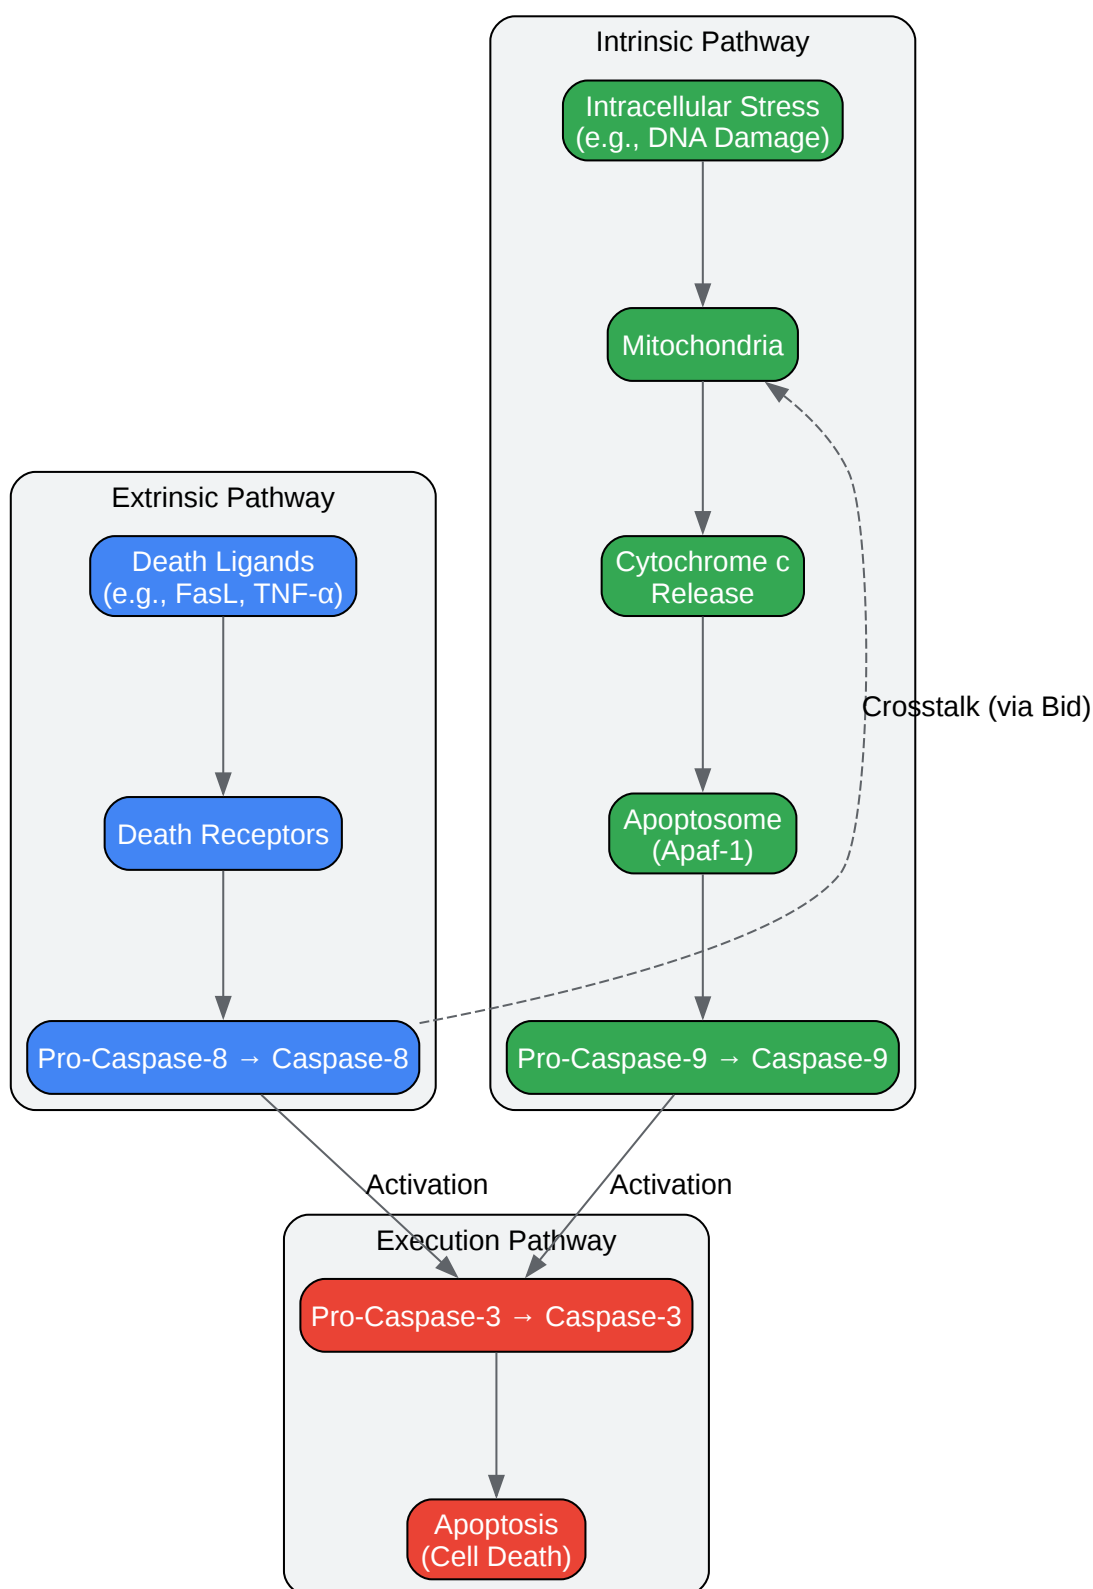 Intrinsic Pathway
Intracellular Stress
(e.g., DNA Damage)
Mitochondria
Cytochrome c
Release
Apoptosome
(Apaf-1)
Pro-Caspase-9 → Caspase-9
Crosstalk (via Bid)
Extrinsic Pathway
Death Ligands
(e.g., FasL, TNF-α)
Death Receptors
Pro-Caspase-8 → Caspase-8
Activation
Activation
Execution Pathway
Pro-Caspase-3 → Caspase-3
Apoptosis
(Cell Death)